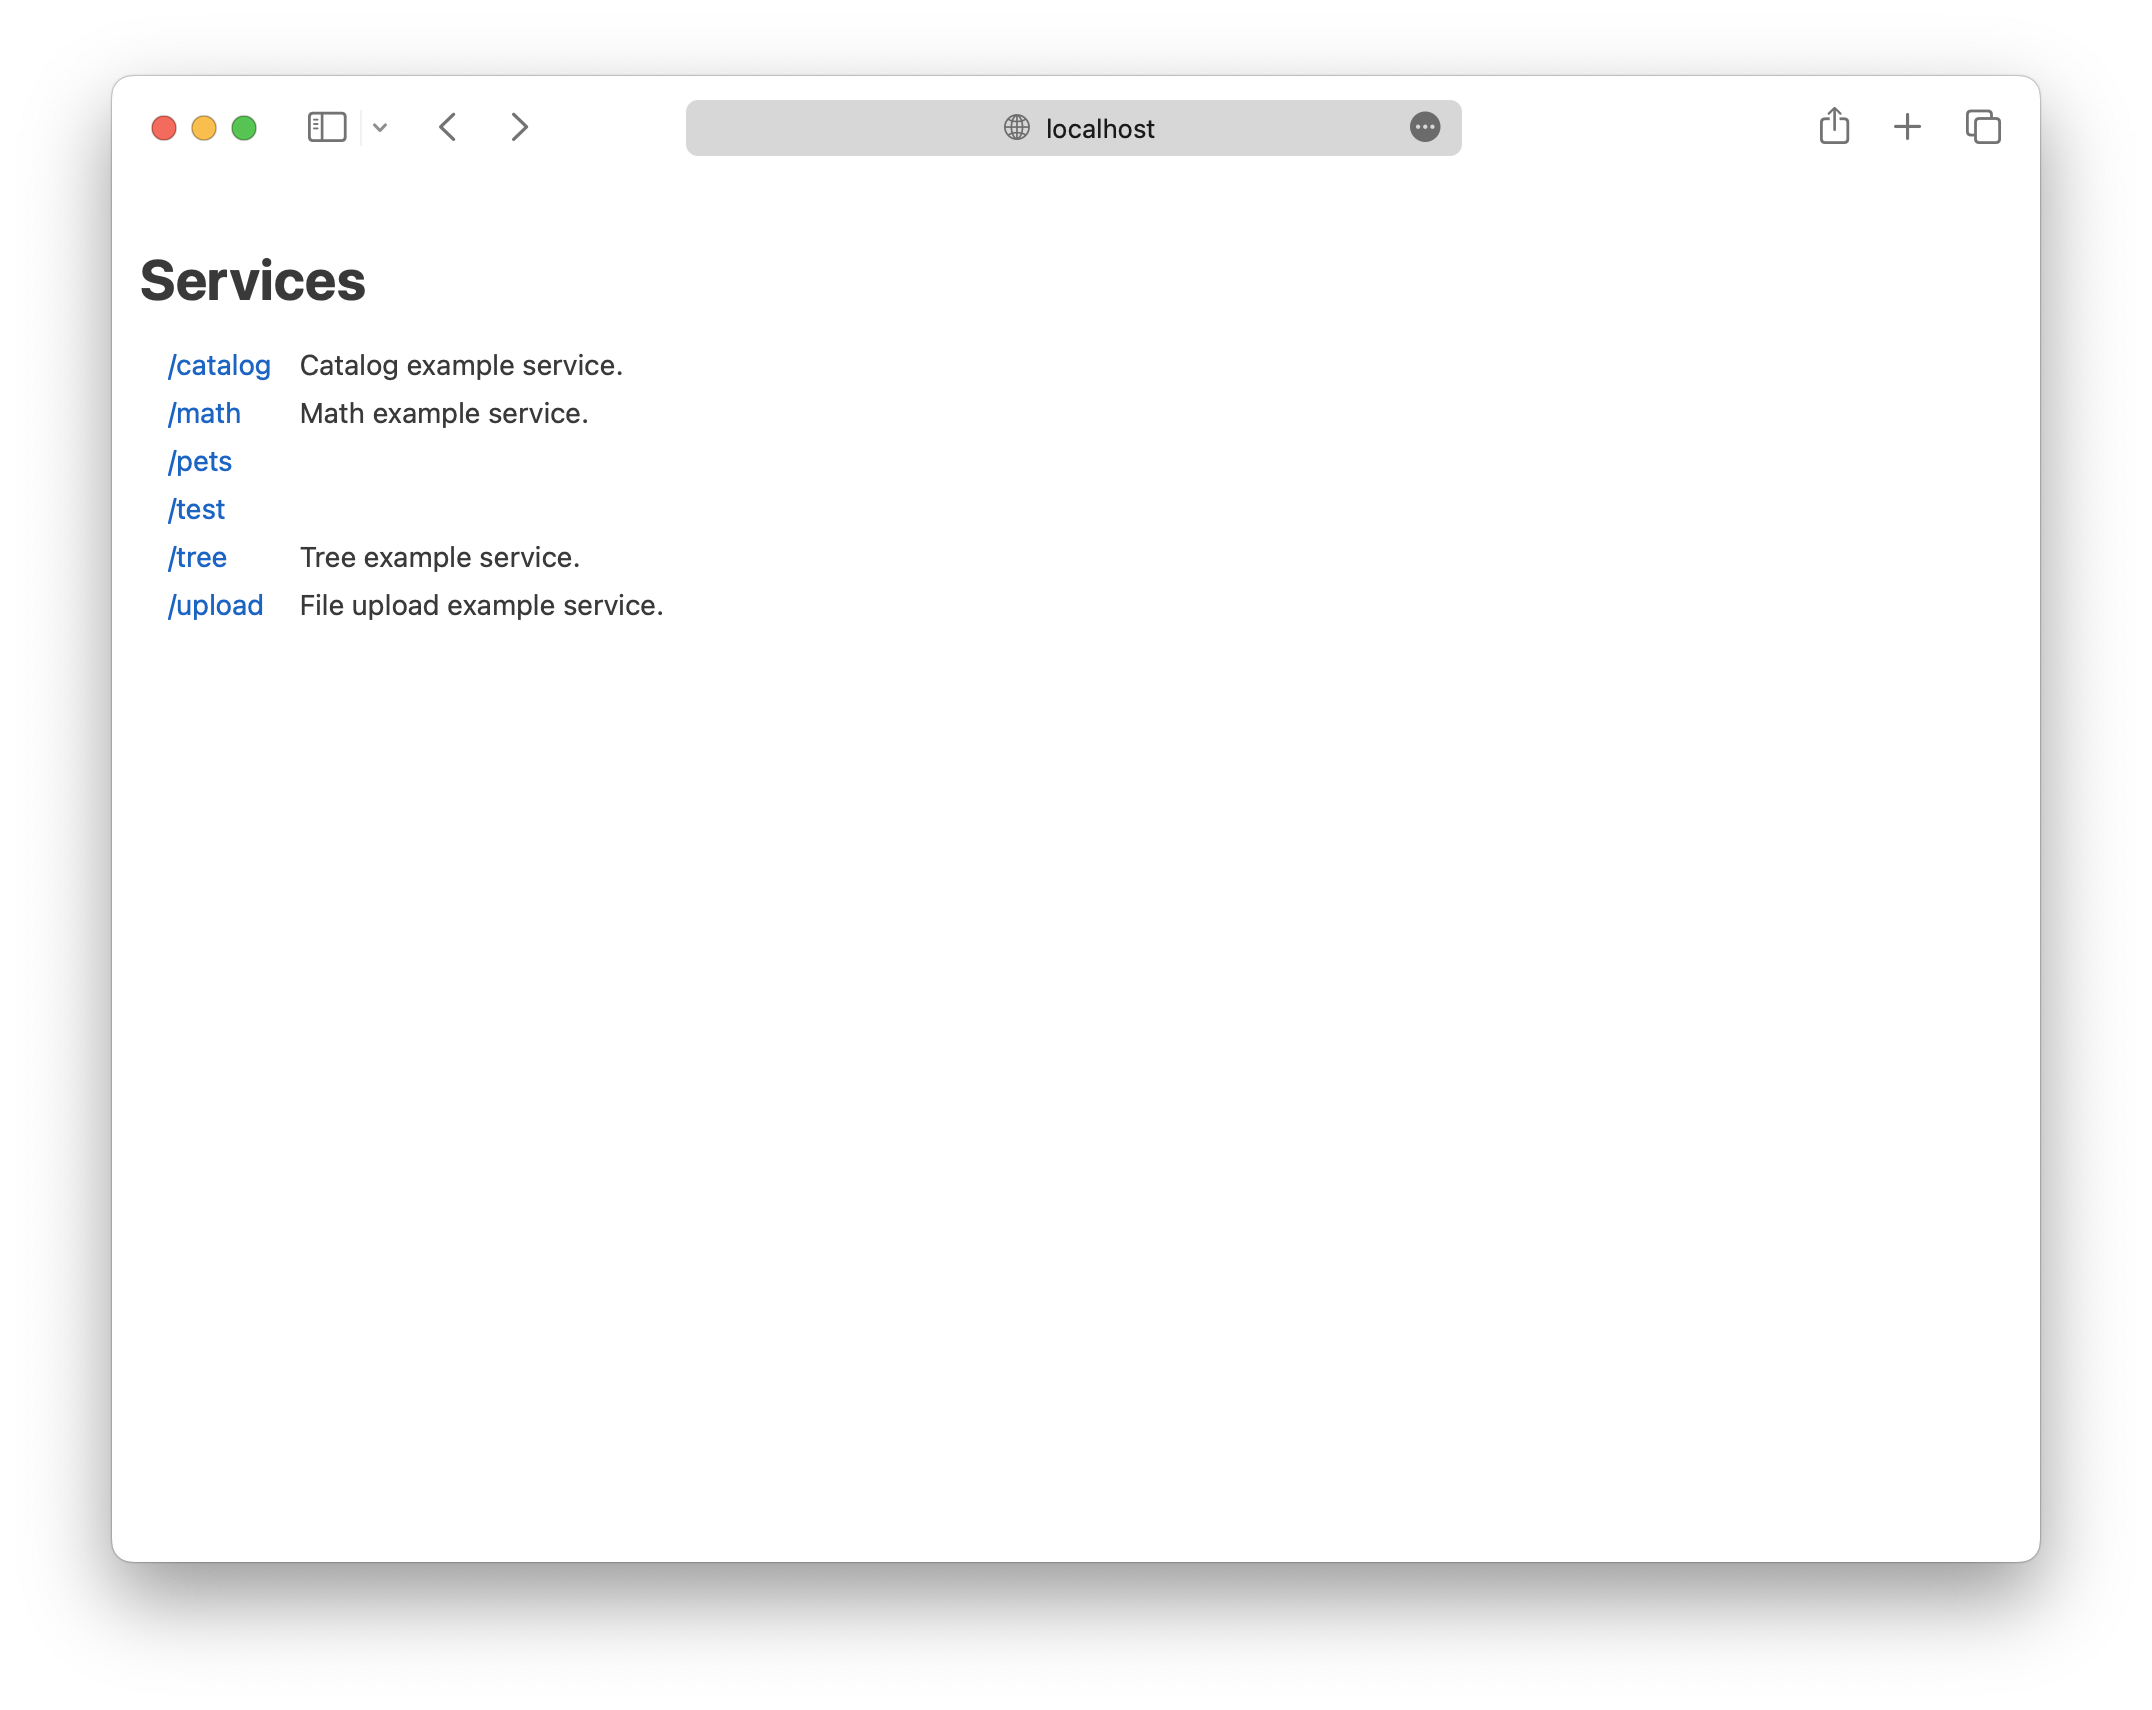 localhost
Services
/catalog Catalog example service.
/math Math example service.
/pets
/test
/tree Tree example service.
/upload File upload example service.